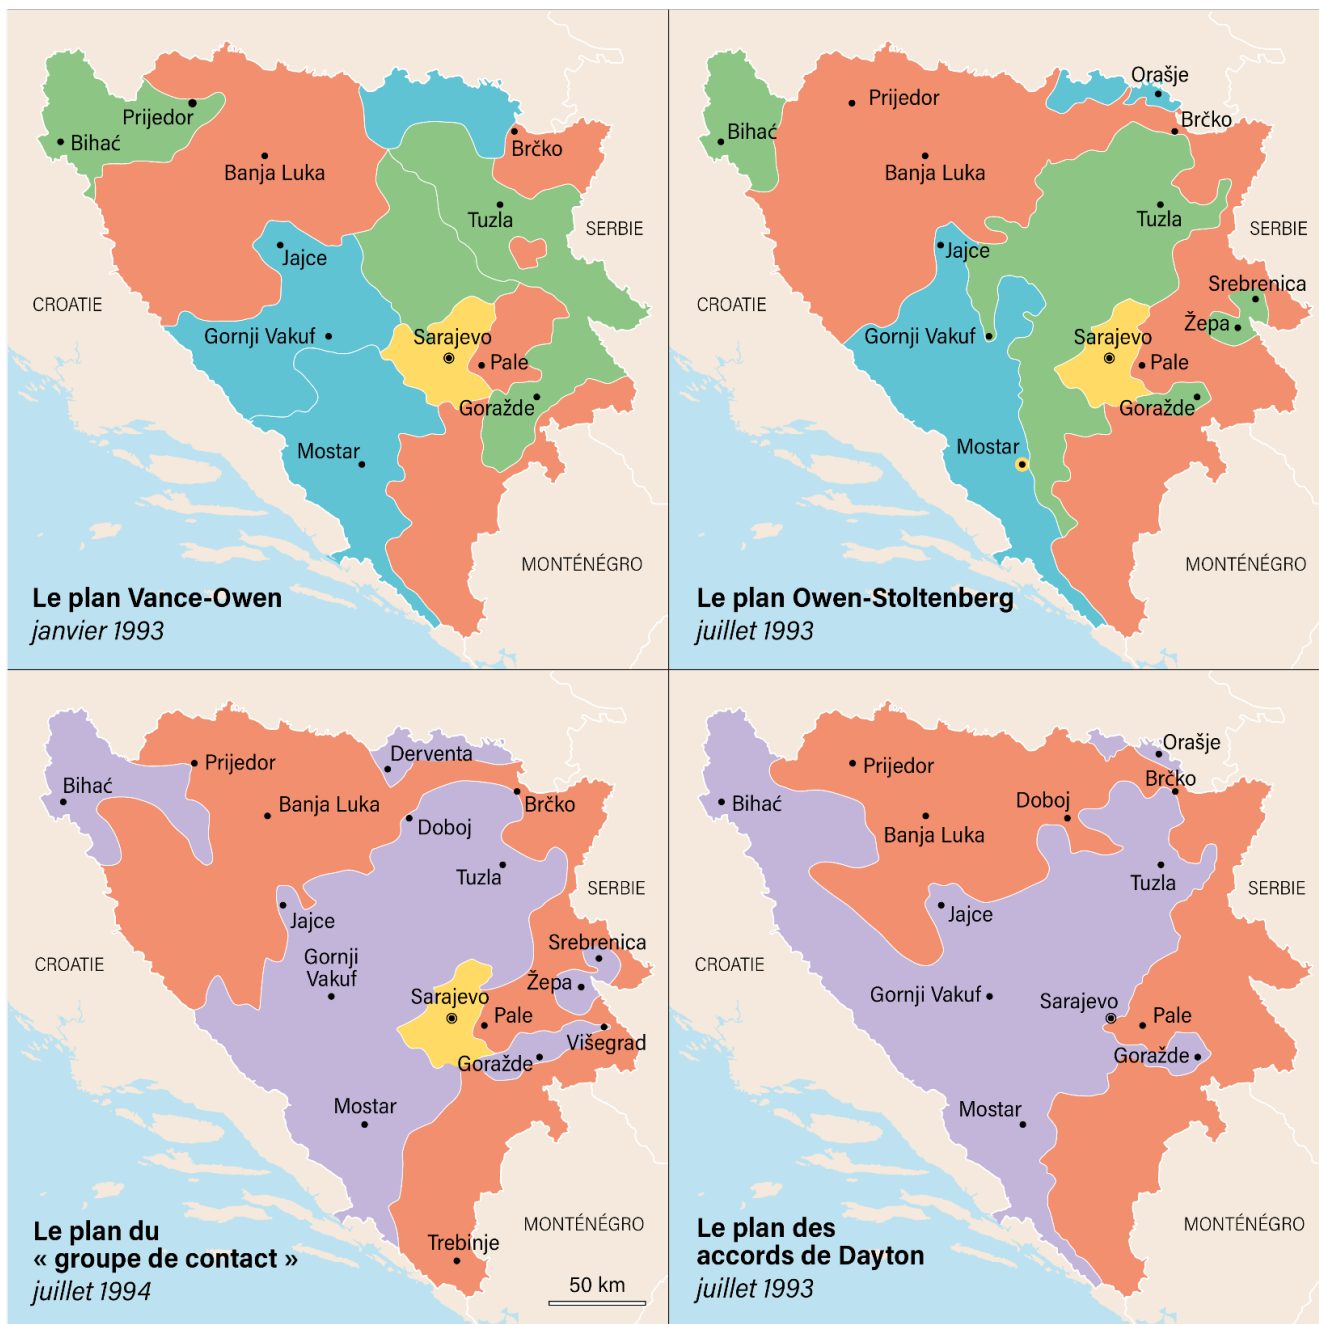 Prijedor
Bihać
Banja Luka
Brčko
Tuzla
SERBIE
Jajce
CROATIE
Gornji Vakuf
Sarajevo
Pale
Goražde
Mostar
MONTÉNÉGRO
Le plan Vance-Owen
janvier 1993
Orašje
Prijedor
Brčko
Bihać
Banja Luka
Tuzla
SERBIE
Jajce
Srebrenica
CROATIE
Žepa
Gornji Vakuf
Sarajevo
Pale
Goražde
Mostar
MONTÉNÉGRO
Le plan Owen-Stoltenberg
juillet 1993
Derventa
Prijedor
Bihać
Banja Luka
Brčko
Doboj
Tuzla
SERBIE
Jajce
Srebrenica
Gornji
Vakuf
CROATIE
Žepa
Sarajevo
Pale
Višegrad
Goražde
Mostar
MONTÉNÉGRO
Trebinje
Le plan du
« groupe de contact »
juillet 1994
50 km
Orašje
Prijedor
Brčko
Bihać
Doboj
Banja Luka
Tuzla
SERBIE
Jajce
CROATIE
Gornji Vakuf
Sarajevo
Pale
Goražde
Mostar
MONTÉNÉGRO
Le plan des
accords de Dayton
juillet 1993